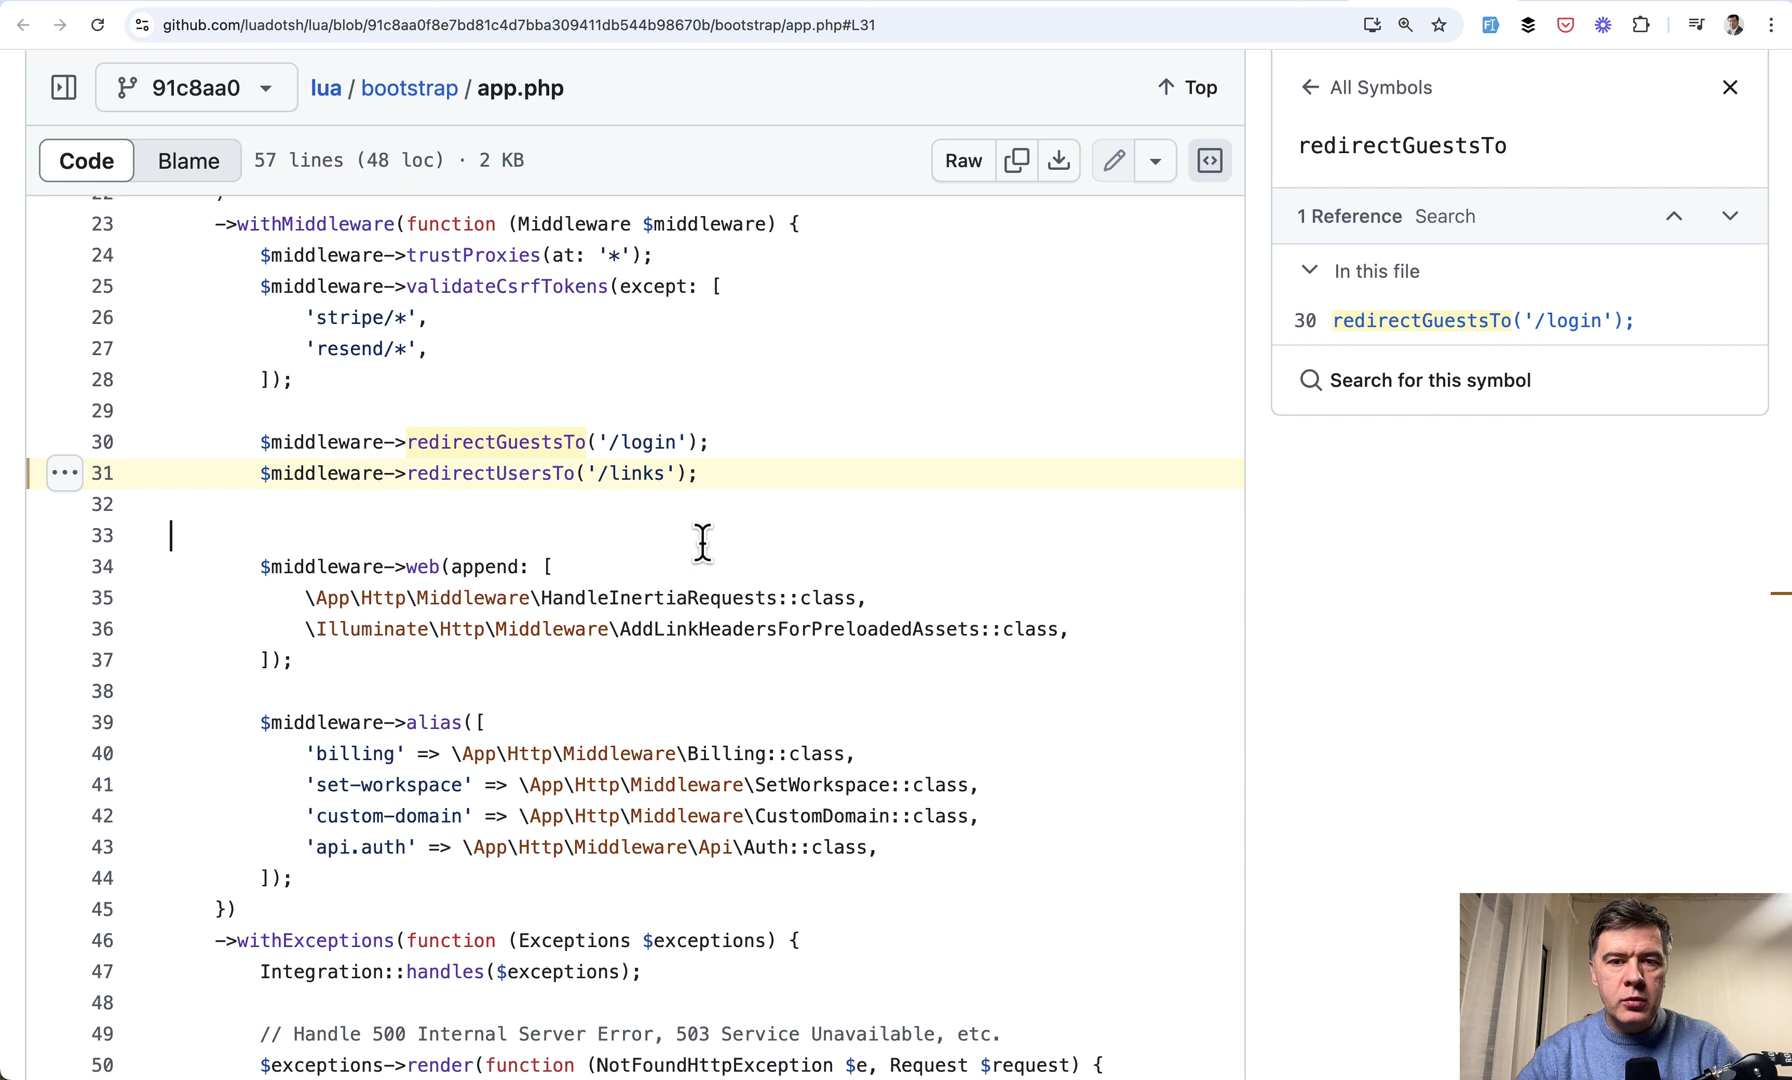 github.com/luadotsh/lua/blob/91c8aa0f8e7bd81c4d7bba309411db544b98670b/bootstrap/app.php#L31
91c8aa0
lua / bootstrap / app.php
Top
Code
Blame
57 lines (48 loc) · 2 KB
Raw
23 ->withMiddleware(function (Middleware $middleware) {
24 $middleware->trustProxies(at: '*');
25 $middleware->validateCsrfTokens(except: [
26 'stripe/*',
27 'resend/*',
28 ]);
29
30 $middleware->redirectGuestsTo('/login');
31 $middleware->redirectUsersTo('/links');
32
33
34 $middleware->web(append: [
35 \App\Http\Middleware\HandleInertiaRequests::class,
36 \Illuminate\Http\Middleware\AddLinkHeadersForPreloadedAssets::class,
37 ]);
38
39 $middleware->alias([
40 'billing' => \App\Http\Middleware\Billing::class,
41 'set-workspace' => \App\Http\Middleware\SetWorkspace::class,
42 'custom-domain' => \App\Http\Middleware\CustomDomain::class,
43 'api.auth' => \App\Http\Middleware\Api\Auth::class,
44 ]);
45 })
46 ->withExceptions(function (Exceptions $exceptions) {
47 Integration::handles($exceptions);
48
49 // Handle 500 Internal Server Error, 503 Service Unavailable, etc.
50 $exceptions->render(function (NotFoundHttpException $e, Request $request) {
All Symbols
redirectGuestsTo
1 Reference Search
In this file
30 redirectGuestsTo('/login');
Search for this symbol